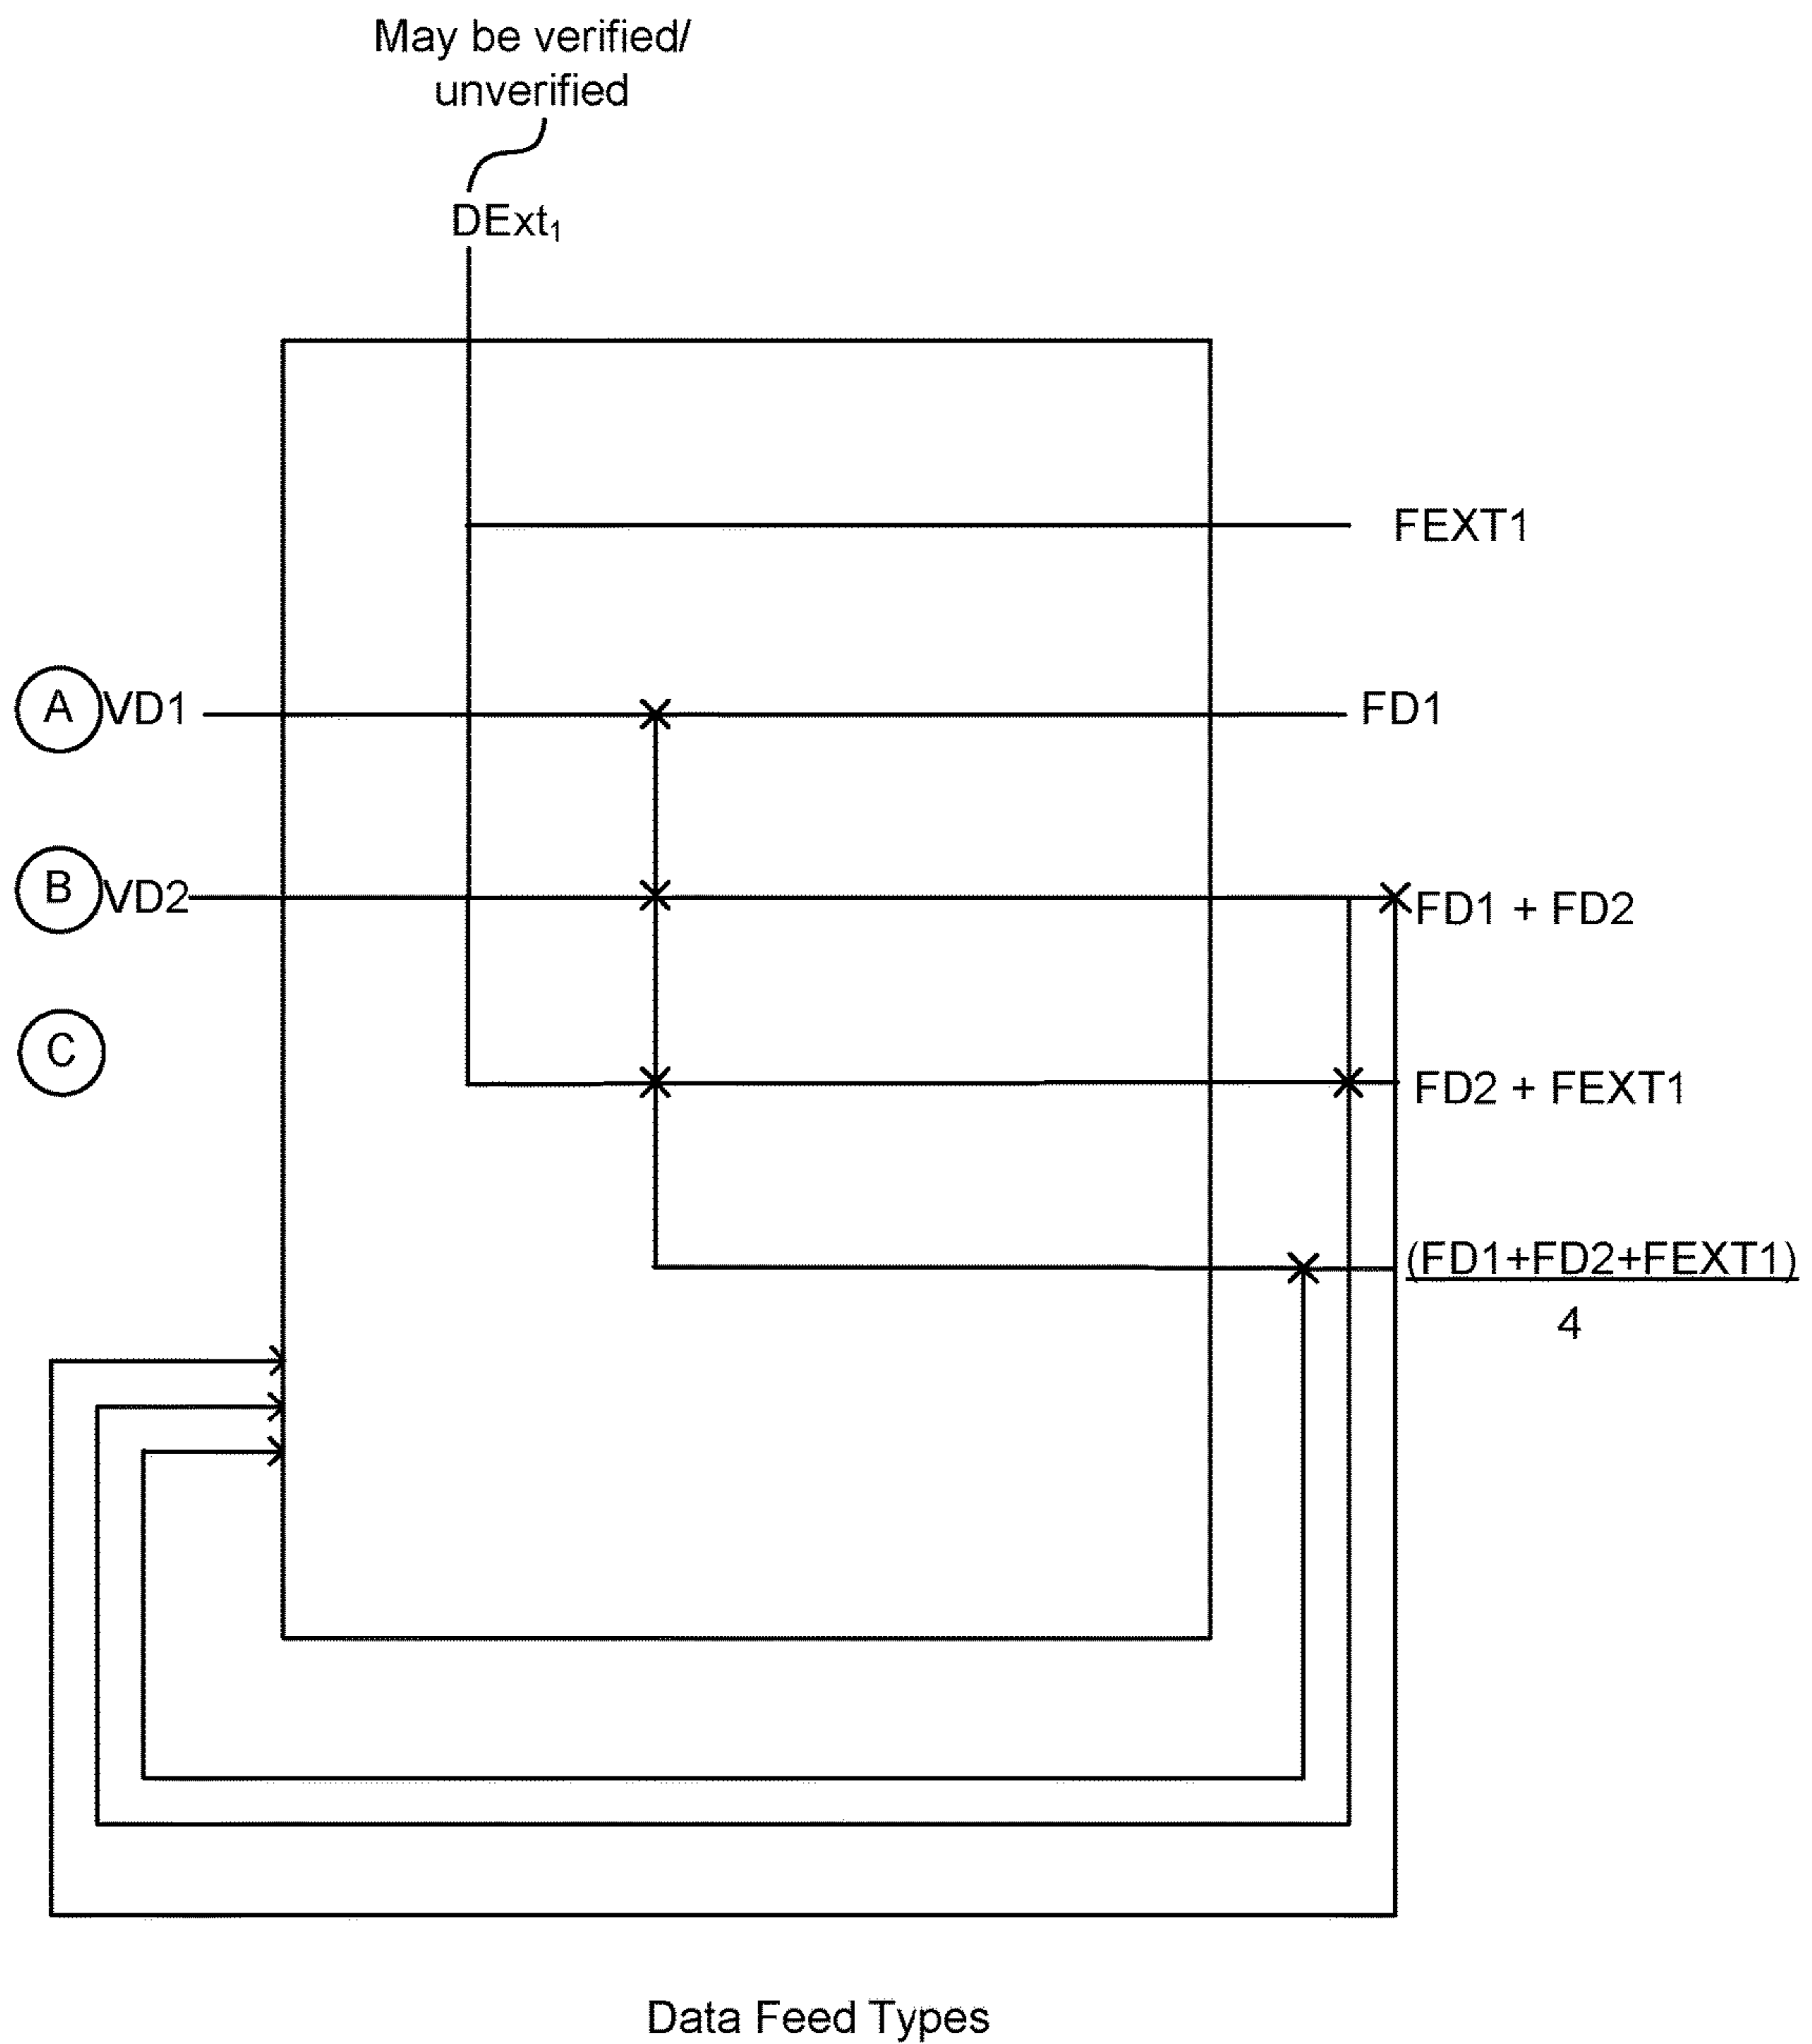 May be verified/
unverified
DExt₁
FEXT1
A VD1
FD1
B VD2
FD1 + FD2
C
FD2 + FEXT1
(FD1+FD2+FEXT1)
4
Data Feed Types